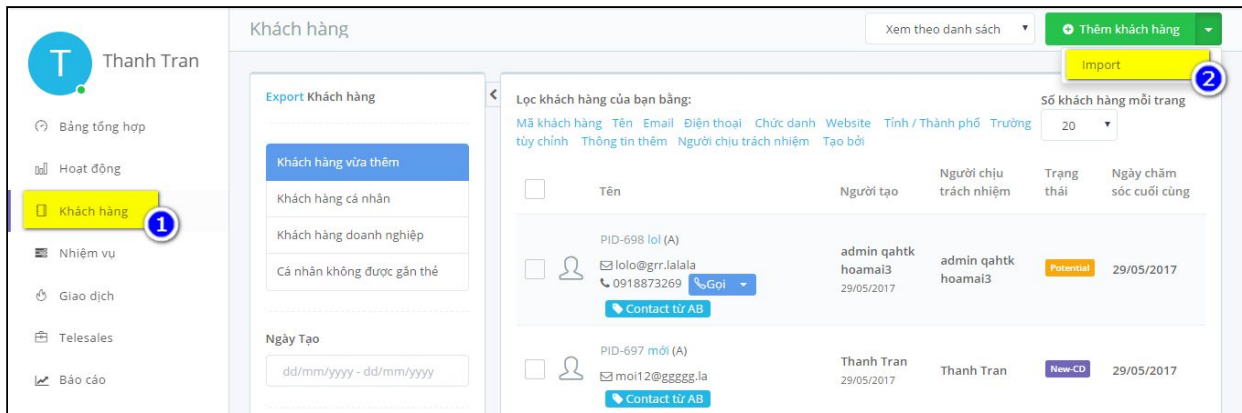 Khách hàng
Xem theo danh sách
Thêm khách hàng
Import
2
T
Thanh Tran
Bảng tổng hợp
Hoạt động
Khách hàng
1
Nhiệm vụ
Giao dịch
Telesales
Báo cáo
Export Khách hàng
Khách hàng vừa thêm
Khách hàng cá nhân
Khách hàng doanh nghiệp
Cá nhân không được gắn thẻ
Ngày Tạo
dd/mm/yyyy - dd/mm/yyyy
Lọc khách hàng của bạn bằng:
Mã khách hàng Tên Email Điện thoại Chức danh Website Tỉnh / Thành phố Trường
tùy chỉnh Thông tin thêm Người chịu trách nhiệm Tạo bởi
Số khách hàng mỗi trang
20
Tên
Người tạo
Người chịu
trách nhiệm
Trạng
thái
Ngày chăm
sóc cuối cùng
PID-698 lol (A)
lolo@grr.lalala
0918873269 Gọi
Contact từ AB
admin qahtk
hoamai3
29/05/2017
admin qahtk
hoamai3
Potential
29/05/2017
PID-697 mới (A)
moi12@ggggg.la
Contact từ AB
Thanh Tran
29/05/2017
Thanh Tran
New-CD
29/05/2017